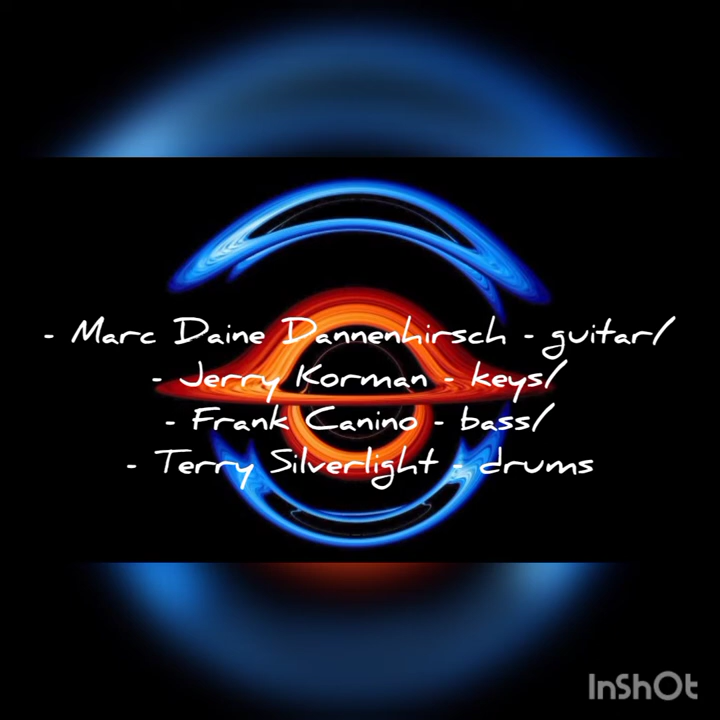 - Marc Daine Dannenhirsch - guitar/
- Jerry Korman - keys/
- Frank Canino - bass/
- Terry Silverlight - drums
InShOt